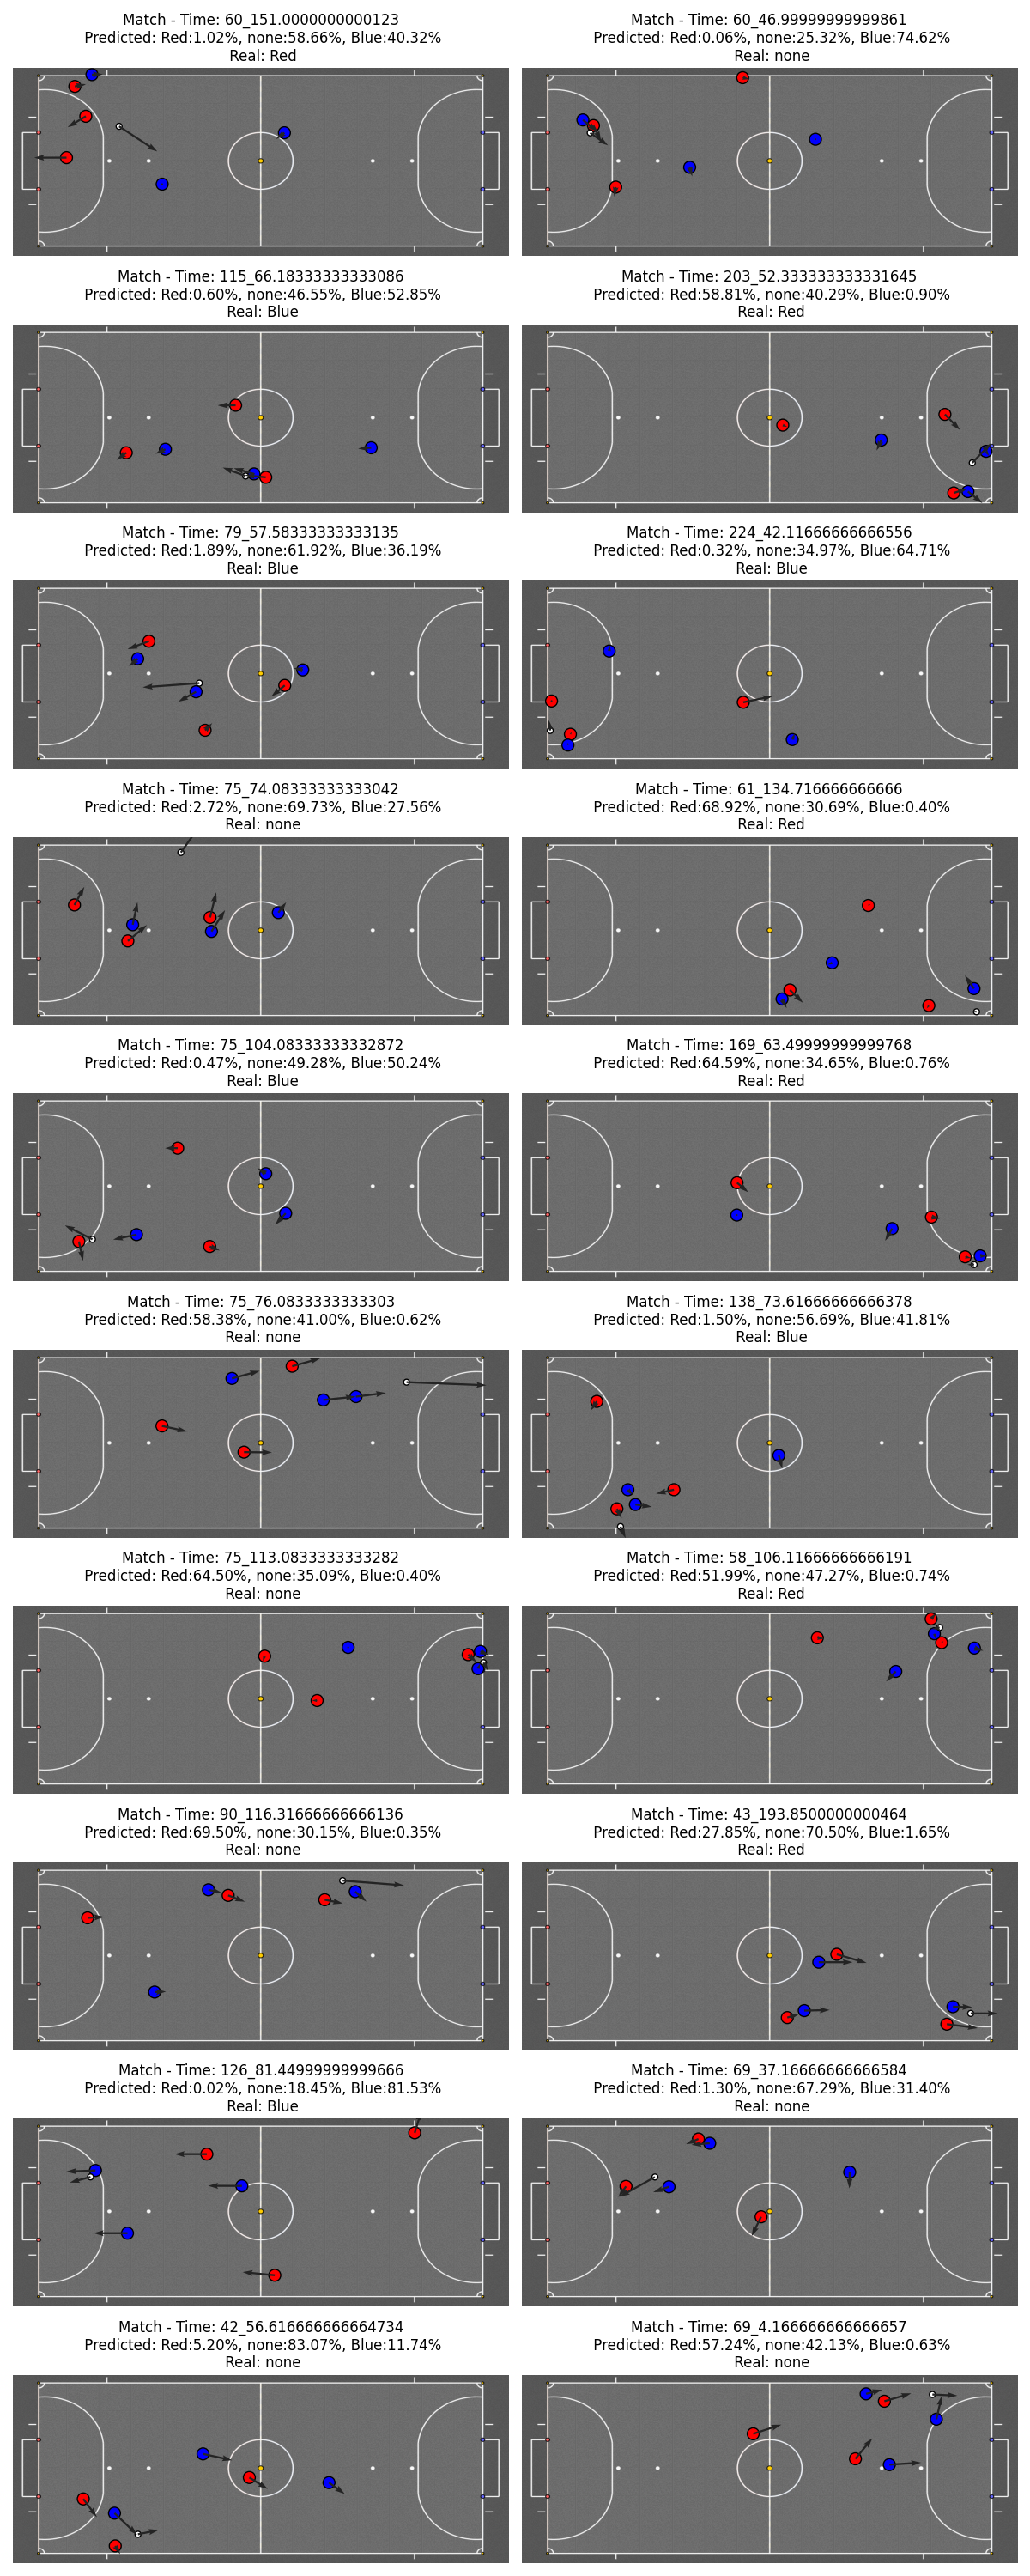 Match - Time: 60_151.0000000000123
Predicted: Red:1.02%, none:58.66%, Blue:40.32%
Real: Red
Match - Time: 60_46.99999999999861
Predicted: Red:0.06%, none:25.32%, Blue:74.62%
Real: none
Match - Time: 115_66.18333333333086
Predicted: Red:0.60%, none:46.55%, Blue:52.85%
Real: Blue
Match - Time: 203_52.333333333331645
Predicted: Red:58.81%, none:40.29%, Blue:0.90%
Real: Red
Match - Time: 79_57.58333333333135
Predicted: Red:1.89%, none:61.92%, Blue:36.19%
Real: Blue
Match - Time: 224_42.11666666666556
Predicted: Red:0.32%, none:34.97%, Blue:64.71%
Real: Blue
Match - Time: 75_74.08333333333042
Predicted: Red:2.72%, none:69.73%, Blue:27.56%
Real: none
Match - Time: 61_134.716666666666
Predicted: Red:68.92%, none:30.69%, Blue:0.40%
Real: Red
Match - Time: 75_104.08333333332872
Predicted: Red:0.47%, none:49.28%, Blue:50.24%
Real: Blue
Match - Time: 169_63.49999999999768
Predicted: Red:64.59%, none:34.65%, Blue:0.76%
Real: Red
Match - Time: 75_76.0833333333303
Predicted: Red:58.38%, none:41.00%, Blue:0.62%
Real: none
Match - Time: 138_73.61666666666378
Predicted: Red:1.50%, none:56.69%, Blue:41.81%
Real: Blue
Match - Time: 75_113.0833333333282
Predicted: Red:64.50%, none:35.09%, Blue:0.40%
Real: none
Match - Time: 58_106.11666666666191
Predicted: Red:51.99%, none:47.27%, Blue:0.74%
Real: Red
Match - Time: 90_116.31666666666136
Predicted: Red:69.50%, none:30.15%, Blue:0.35%
Real: none
Match - Time: 43_193.8500000000464
Predicted: Red:27.85%, none:70.50%, Blue:1.65%
Real: Red
Match - Time: 126_81.44999999999666
Predicted: Red:0.02%, none:18.45%, Blue:81.53%
Real: Blue
Match - Time: 69_37.16666666666584
Predicted: Red:1.30%, none:67.29%, Blue:31.40%
Real: none
Match - Time: 42_56.616666666664734
Predicted: Red:5.20%, none:83.07%, Blue:11.74%
Real: none
Match - Time: 69_4.166666666666657
Predicted: Red:57.24%, none:42.13%, Blue:0.63%
Real: none